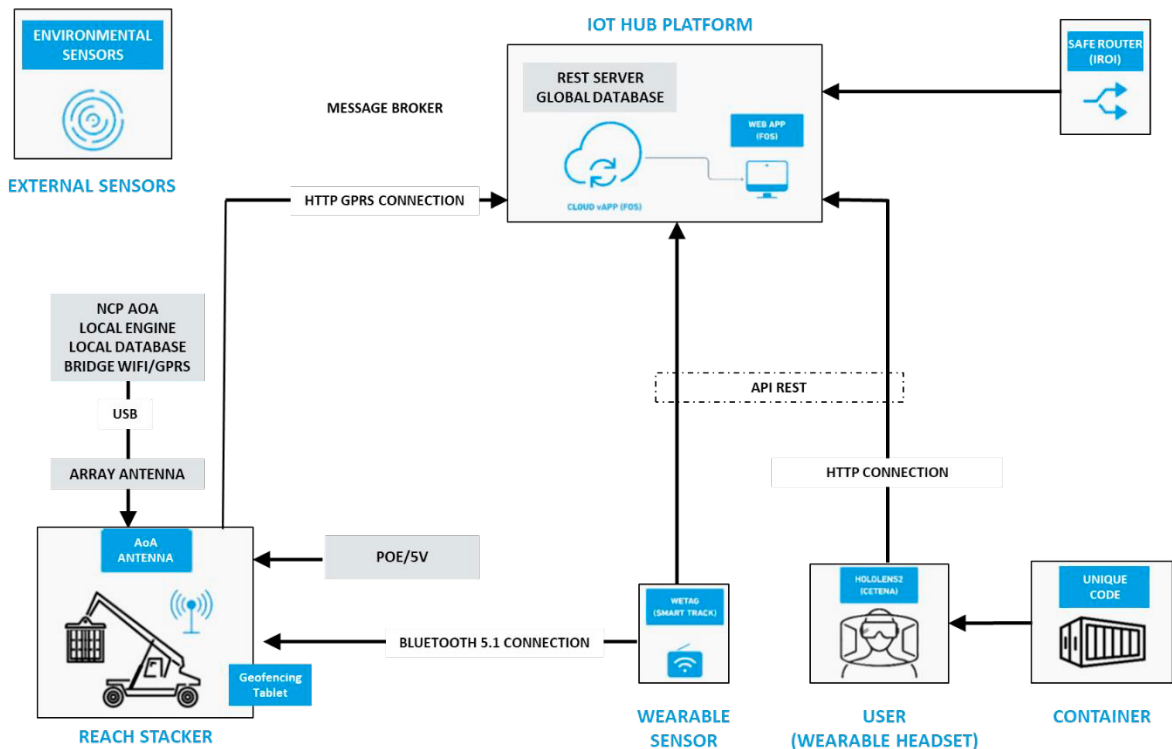 IOT HUB PLATFORM
ENVIRONMENTAL
SENSORS
EXTERNAL SENSORS
MESSAGE BROKER
REST SERVER
GLOBAL DATABASE
WEB APP
(FOS)
CLOUD vAPP (FOS)
SAFE ROUTER
(IROI)
HTTP GPRS CONNECTION
NCP AOA
LOCAL ENGINE
LOCAL DATABASE
BRIDGE WIFI/GPRS
USB
ARRAY ANTENNA
API REST
HTTP CONNECTION
AoA
ANTENNA
POE/5V
BLUETOOTH 5.1 CONNECTION
Geofencing
Tablet
REACH STACKER
WETAG
(SMART TRACK)
WEARABLE
SENSOR
HOLOLENS2
(CETENA)
USER
(WEARABLE HEADSET)
UNIQUE
CODE
CONTAINER